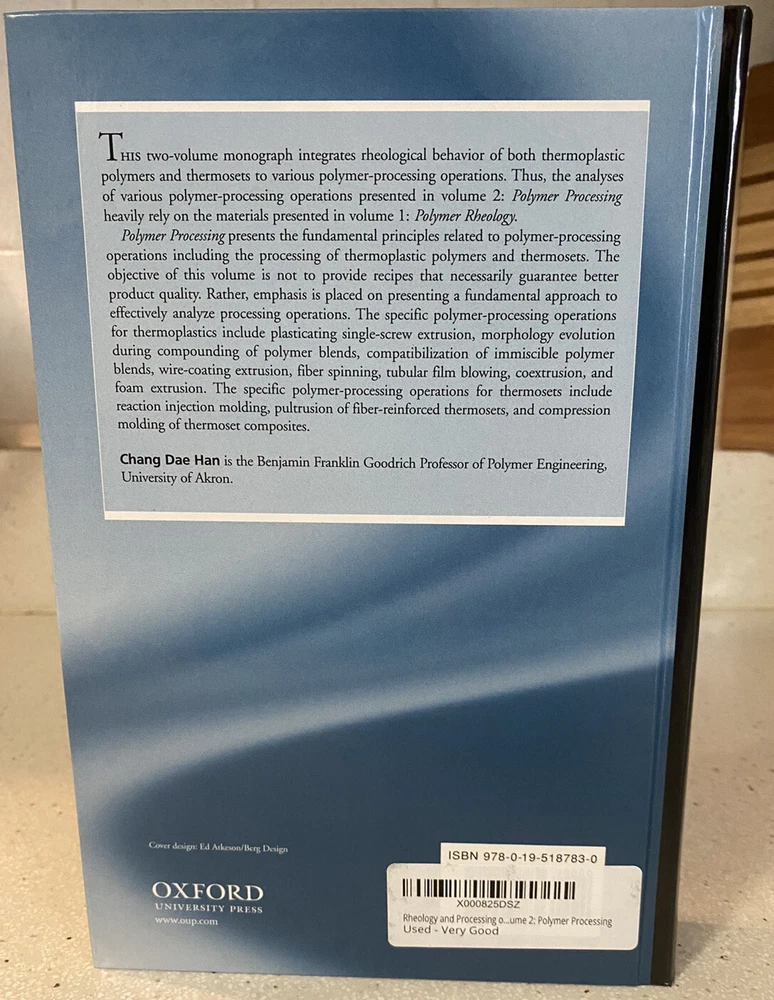 THIS two-volume monograph integrates rheological behavior of both thermoplastic
polymers and thermosets to various polymer-processing operations. Thus, the analyses
of various polymer-processing operations presented in volume 2: Polymer Processing
heavily rely on the materials presented in volume 1: Polymer Rheology.
Polymer Processing presents the fundamental principles related to polymer-processing
operations including the processing of thermoplastic polymers and thermosets. The
objective of this volume is not to provide recipes that necessarily guarantee better
product quality. Rather, emphasis is placed on presenting a fundamental approach to
effectively analyze processing operations. The specific polymer-processing operations
for thermoplastics include plasticating single-screw extrusion, morphology evolution
during compounding of polymer blends, compatibilization of immiscible polymer
blends, wire-coating extrusion, fiber spinning, tubular film blowing, coextrusion, and
foam extrusion. The specific polymer-processing operations for thermosets include
reaction injection molding, pultrusion of fiber-reinforced thermosets, and compression
molding of thermoset composites.
Chang Dae Han is the Benjamin Franklin Goodrich Professor of Polymer Engineering,
University of Akron.
Cover design: Ed Atkeson/Berg Design
OXFORD
UNIVERSITY PRESS
www.oup.com
ISBN 978-0-19-518783-0
X000825DSZ
Rheology and Processing o...ume 2: Polymer Processing
Used - Very Good